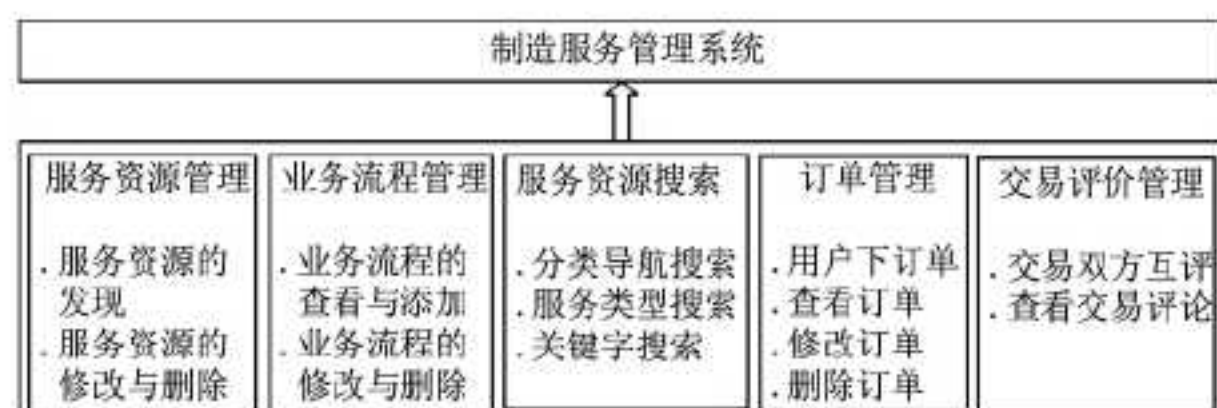 制造服务管理系统
服务资源管理
.服务资源的
发现
.服务资源的
修改与删除
业务流程管理
.业务流程的
查看与添加
.业务流程的
修改与删除
服务资源搜索
.分类导航搜索
.服务类型搜索
.关键字搜索
订单管理
.用户下订单
.查看订单
.修改订单
.删除订单
交易评价管理
.交易双方互评
.查看交易评论